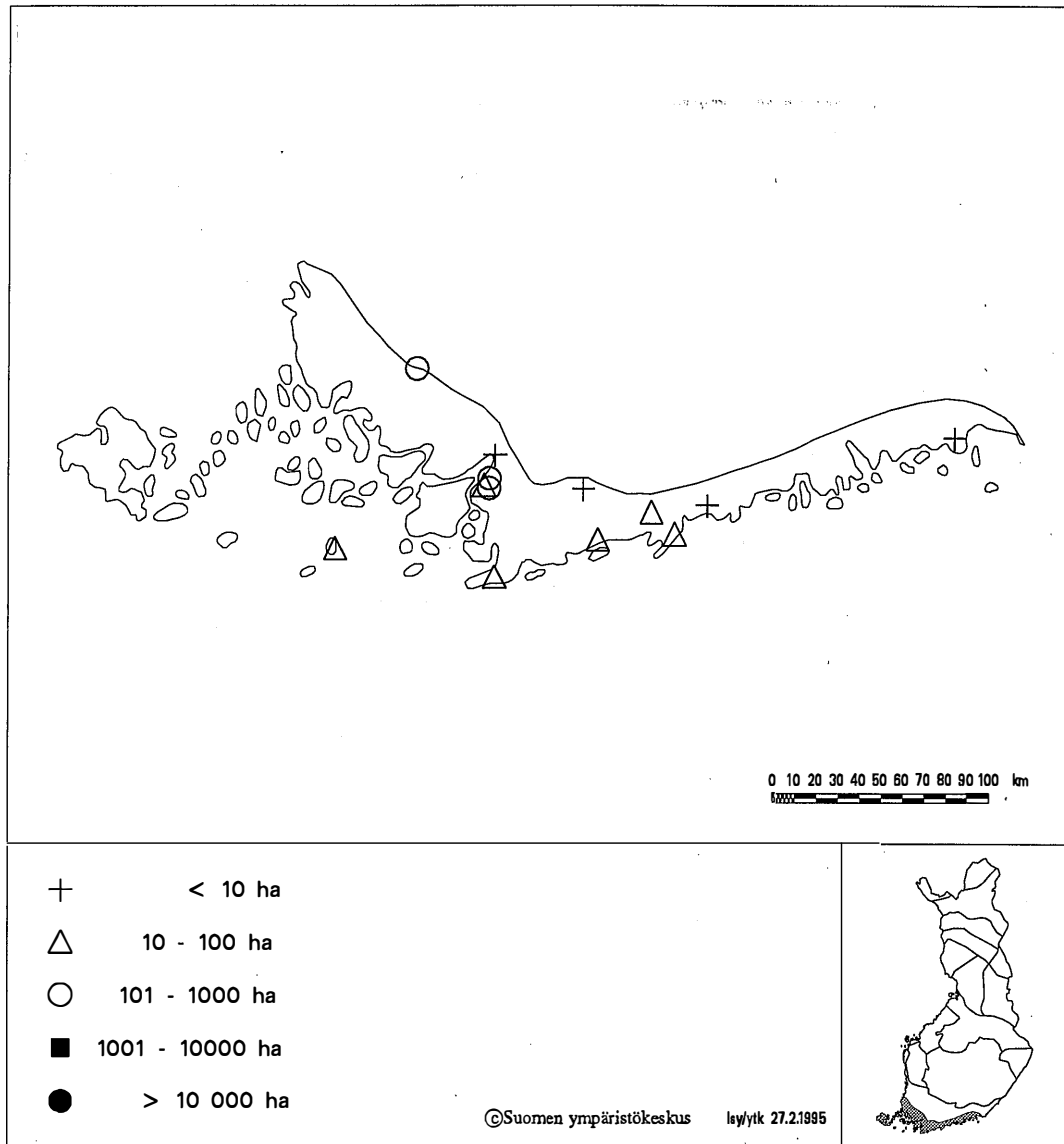 0 10 20 30 40 50 60 70 80 90 100 km
< 10 ha
10 - 100 ha
101 - 1000 ha
1001 - 10000 ha
> 10 000 ha
©Suomen ympäristökeskus lsy/ytk 27.2.1995